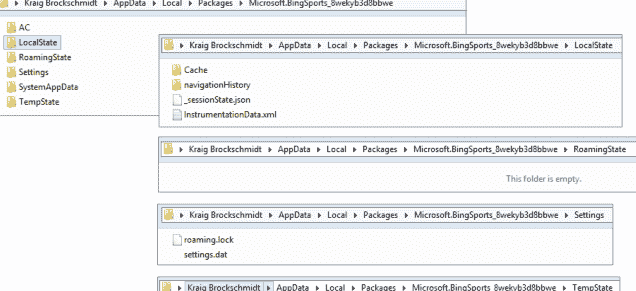 Kraig Brockschmidt ▸ AppData ▸ Local ▸ Packages ▸ Microsoft.BingSports_8wekyb3d8bbwe
AC
LocalState
RoamingState
Settings
SystemAppData
TempState
Kraig Brockschmidt ▸ AppData ▸ Local ▸ Packages ▸ Microsoft.BingSports_8wekyb3d8bbwe ▸ LocalState
Cache
navigationHistory
_sessionState.json
InstrumentationData.xml
Kraig Brockschmidt ▸ AppData ▸ Local ▸ Packages ▸ Microsoft.BingSports_8wekyb3d8bbwe ▸ RoamingState
This folder is empty.
Kraig Brockschmidt ▸ AppData ▸ Local ▸ Packages ▸ Microsoft.BingSports_8wekyb3d8bbwe ▸ Settings
roaming.lock
settings.dat
Kraig Brockschmidt ▸ AppData ▸ Local ▸ Packages ▸ Microsoft.BingSports_8wekyb3d8bbwe ▸ TempState